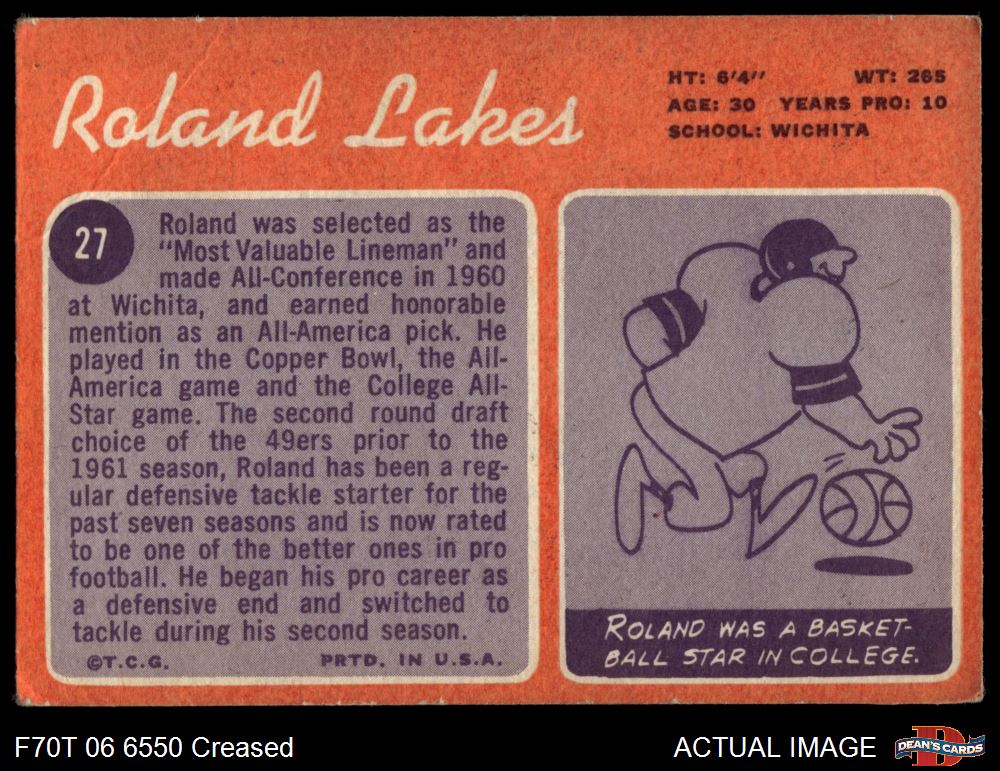 Roland Lakes
HT: 6'4" WT: 265
AGE: 30 YEARS PRO: 10
SCHOOL: WICHITA
27
Roland was selected as the
"Most Valuable Lineman" and
made All-Conference in 1960
at Wichita, and earned honorable
mention as an All-America pick. He
played in the Copper Bowl, the All-
America game and the College All-
Star game. The second round draft
choice of the 49ers prior to the
1961 season, Roland has been a reg-
ular defensive tackle starter for the
past seven seasons and is now rated
to be one of the better ones in pro
football. He began his pro career as
a defensive end and switched to
tackle during his second season.
©T.C.G. PRTD. IN U.S.A.
ROLAND WAS A BASKET-
BALL STAR IN COLLEGE.
F70T 06 6550 Creased
ACTUAL IMAGE
D
DEAN'S CARDS